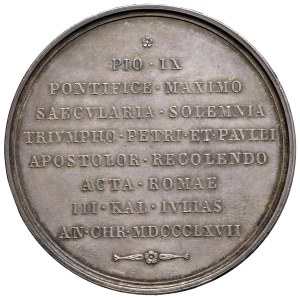 PIO · IX
PONTIFICE · MAXIMO
SAECVLARIA · SOLEMNIA
TRIVMPHO · PETRI · ET · PAVLLI
APOSTOLOR · RECOLENDO
ACTA · ROMAE
III · KAL · IVLIAS
AN · CHR · MDCCCLXVII